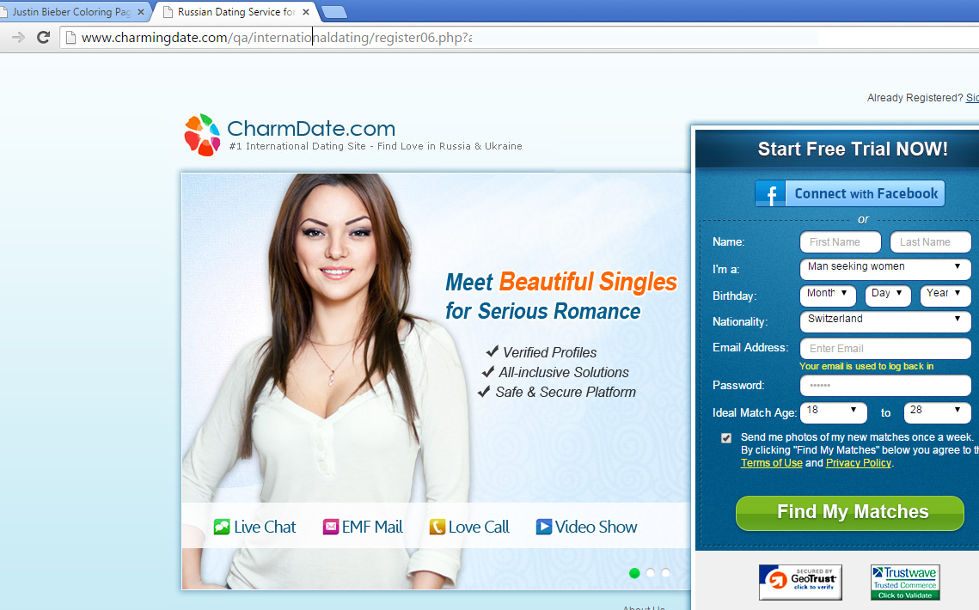 Justin Bieber Coloring Pag
Russian Dating Service fo
www.charmingdate.com/qa/internationaldating/register06.php?a
Already Registered? Sig
CharmDate.com
#1 International Dating Site - Find Love in Russia & Ukraine
Meet Beautiful Singles
for Serious Romance
Verified Profiles
All-inclusive Solutions
Safe & Secure Platform
Live Chat EMF Mail Love Call Video Show
Start Free Trial NOW!
f Connect with Facebook
or
Name: First Name Last Name
I'm a: Man seeking women
Birthday: Month Day Year
Nationality: Switzerland
Email Address: Enter Email
Your email is used to log back in
Password:
Ideal Match Age: 18 to 28
Send me photos of my new matches once a week.
By clicking "Find My Matches" below you agree to th
Terms of Use and Privacy Policy.
Find My Matches
SECURED BY
GeoTrust
click to verify
Trustwave
Trusted Commerce
Click to Validate
About Us